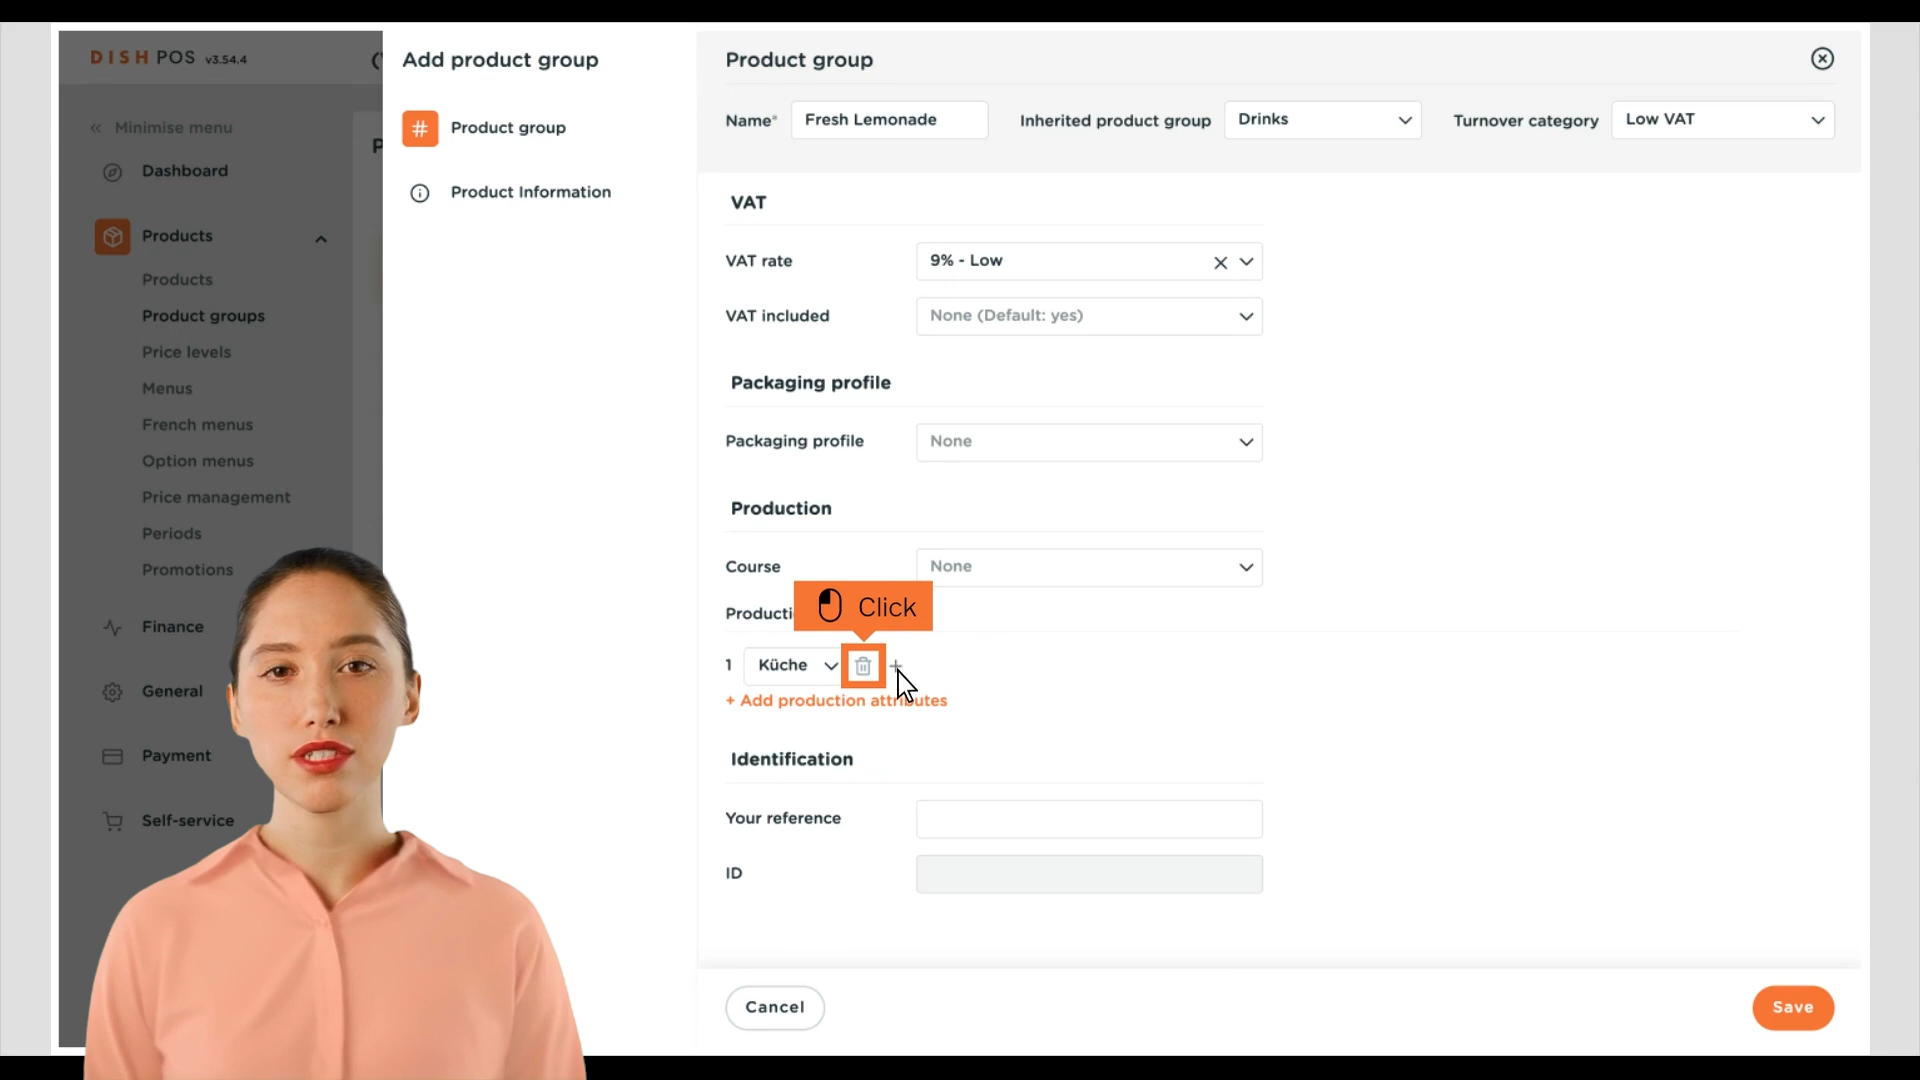 DISH POS v3.54.4
Minimise menu
Dashboard
Products
Products
Product groups
Price levels
Menus
French menus
Option menus
Price management
Periods
Promotions
Finance
General
Payment
Self-service
Add product group
# Product group
Product Information
Product group
Name* Fresh Lemonade Inherited product group Drinks Turnover category Low VAT
VAT
VAT rate 9% - Low
VAT included None (Default: yes)
Packaging profile
Packaging profile None
Production
Course None
Click
1 Küche
+ Add production attributes
Identification
Your reference
ID
Cancel Save